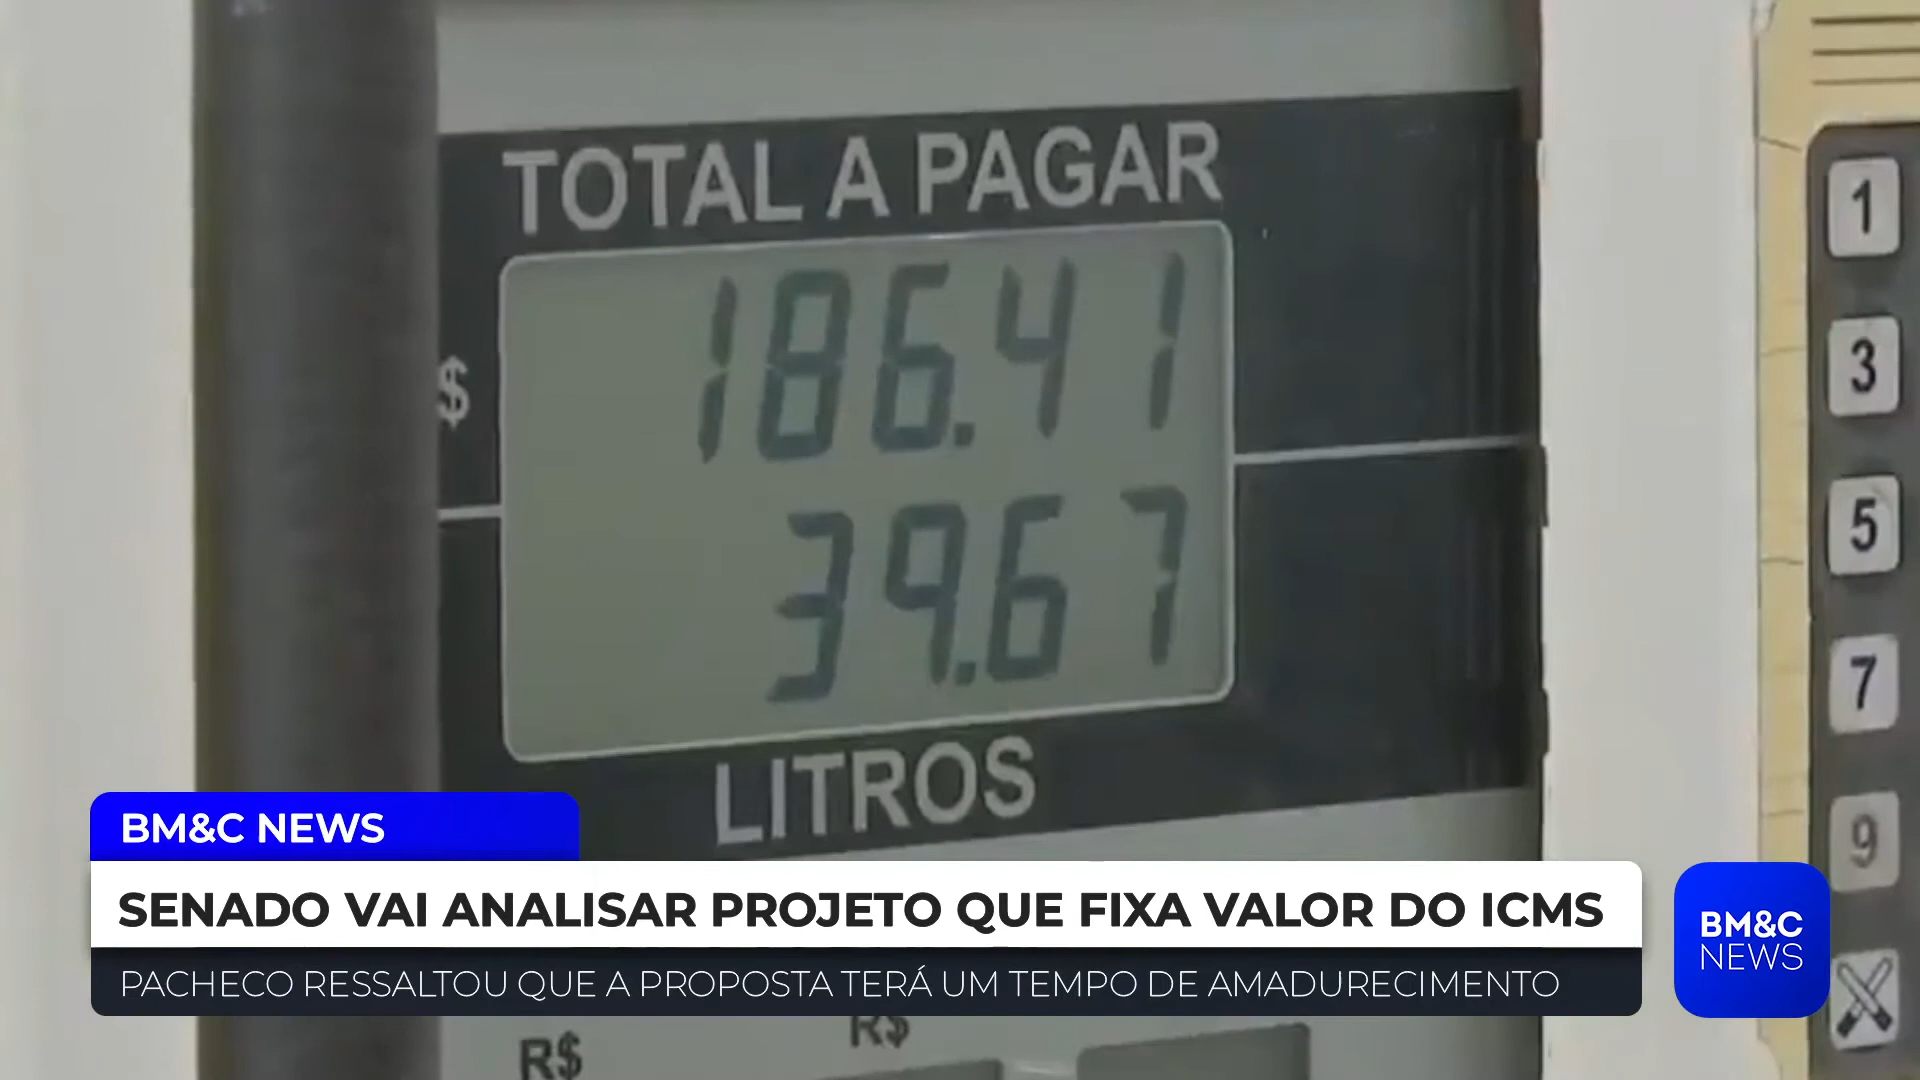 TOTAL A PAGAR
$
186.41
39.67
LITROS
1
3
5
7
9
BM&C NEWS
SENADO VAI ANALISAR PROJETO QUE FIXA VALOR DO ICMS
PACHECO RESSALTOU QUE A PROPOSTA TERÁ UM TEMPO DE AMADURECIMENTO
BM&C
NEWS
R$
R$